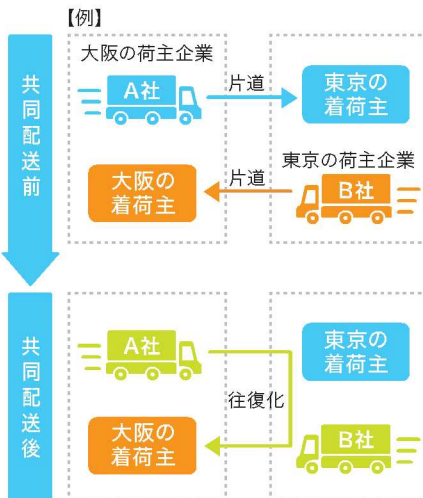 【例】
共同配送前
大阪の荷主企業
A社
片道
東京の
着荷主
大阪の
着荷主
片道
東京の荷主企業
B社
共同配送後
A社
東京の
着荷主
往復化
大阪の
着荷主
B社